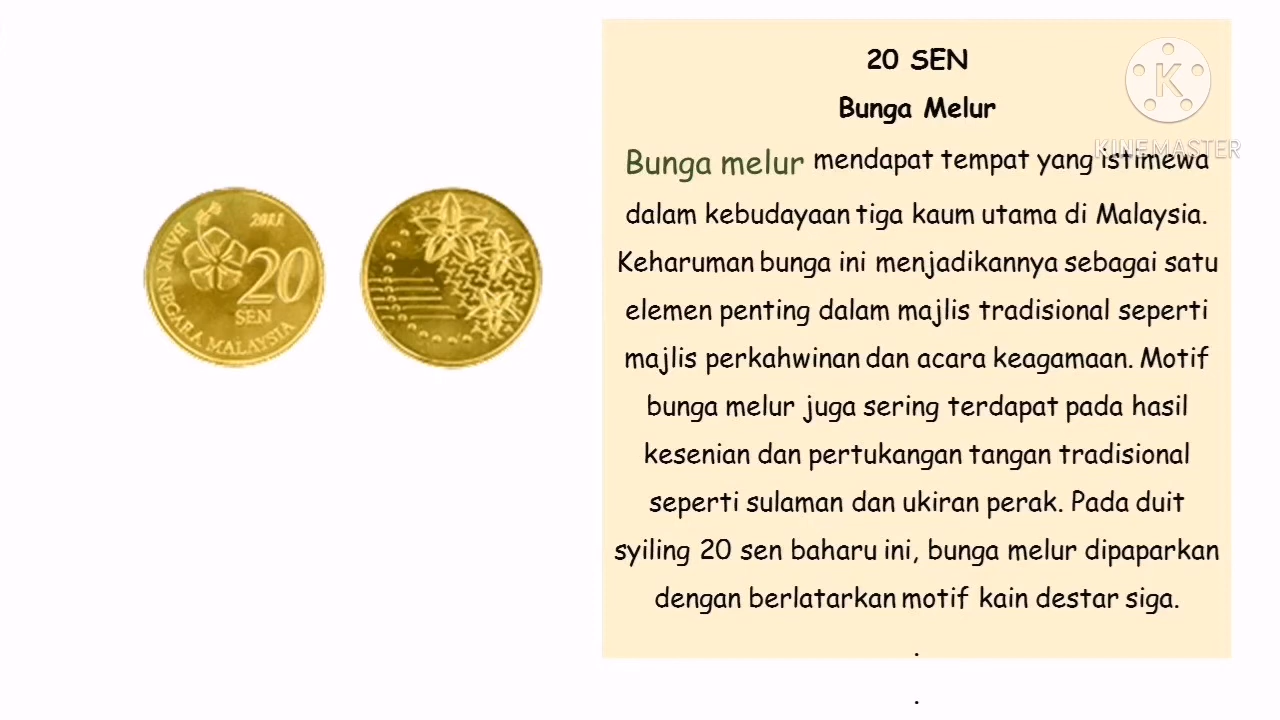 2011
20
SEN
BANK NEGARA MALAYSIA
20 SEN
Bunga Melur
Bunga melur mendapat tempat yang istimewa
dalam kebudayaan tiga kaum utama di Malaysia.
Keharuman bunga ini menjadikannya sebagai satu
elemen penting dalam majlis tradisional seperti
majlis perkahwinan dan acara keagamaan. Motif
bunga melur juga sering terdapat pada hasil
kesenian dan pertukangan tangan tradisional
seperti sulaman dan ukiran perak. Pada duit
syiling 20 sen baharu ini, bunga melur dipaparkan
dengan berlatarkan motif kain destar siga.
.
.
K
KINEMASTER